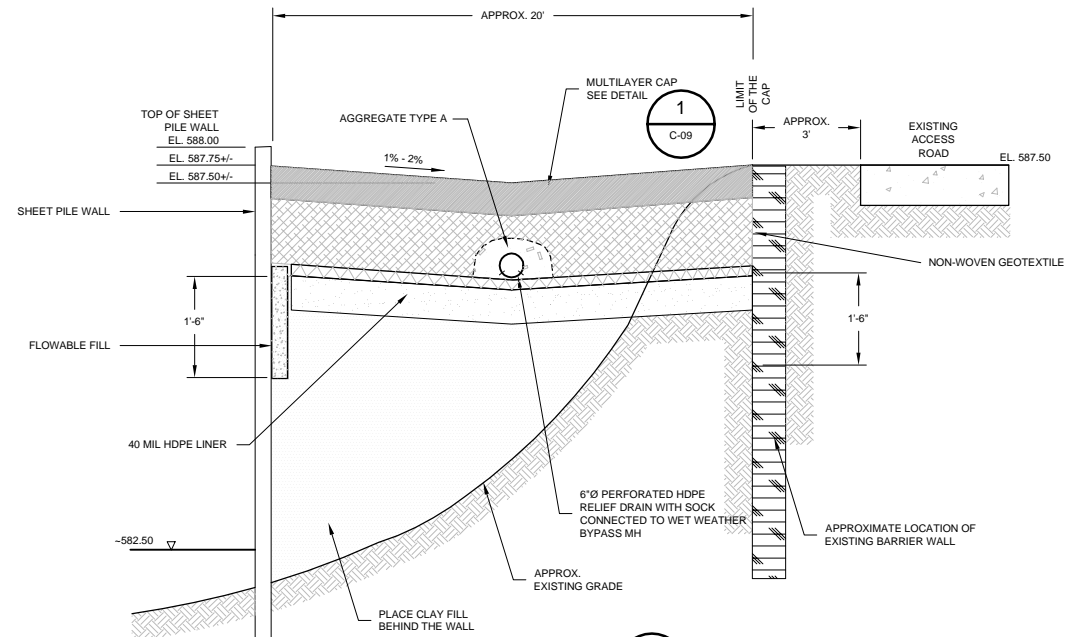 APPROX. 20'
MULTILAYER CAP
SEE DETAIL
1
C-09
LIMIT
OF THE
CAP
APPROX.
3'
EXISTING
ACCESS
ROAD
EL. 587.50
TOP OF SHEET
PILE WALL
EL. 588.00
EL. 587.75+/-
EL. 587.50+/-
AGGREGATE TYPE A
1% - 2%
SHEET PILE WALL
NON-WOVEN GEOTEXTILE
1'-6"
1'-6"
FLOWABLE FILL
40 MIL HDPE LINER
6"Ø PERFORATED HDPE
RELIEF DRAIN WITH SOCK
CONNECTED TO WET WEATHER
BYPASS MH
APPROXIMATE LOCATION OF
EXISTING BARRIER WALL
~582.50
APPROX.
EXISTING GRADE
PLACE CLAY FILL
BEHIND THE WALL